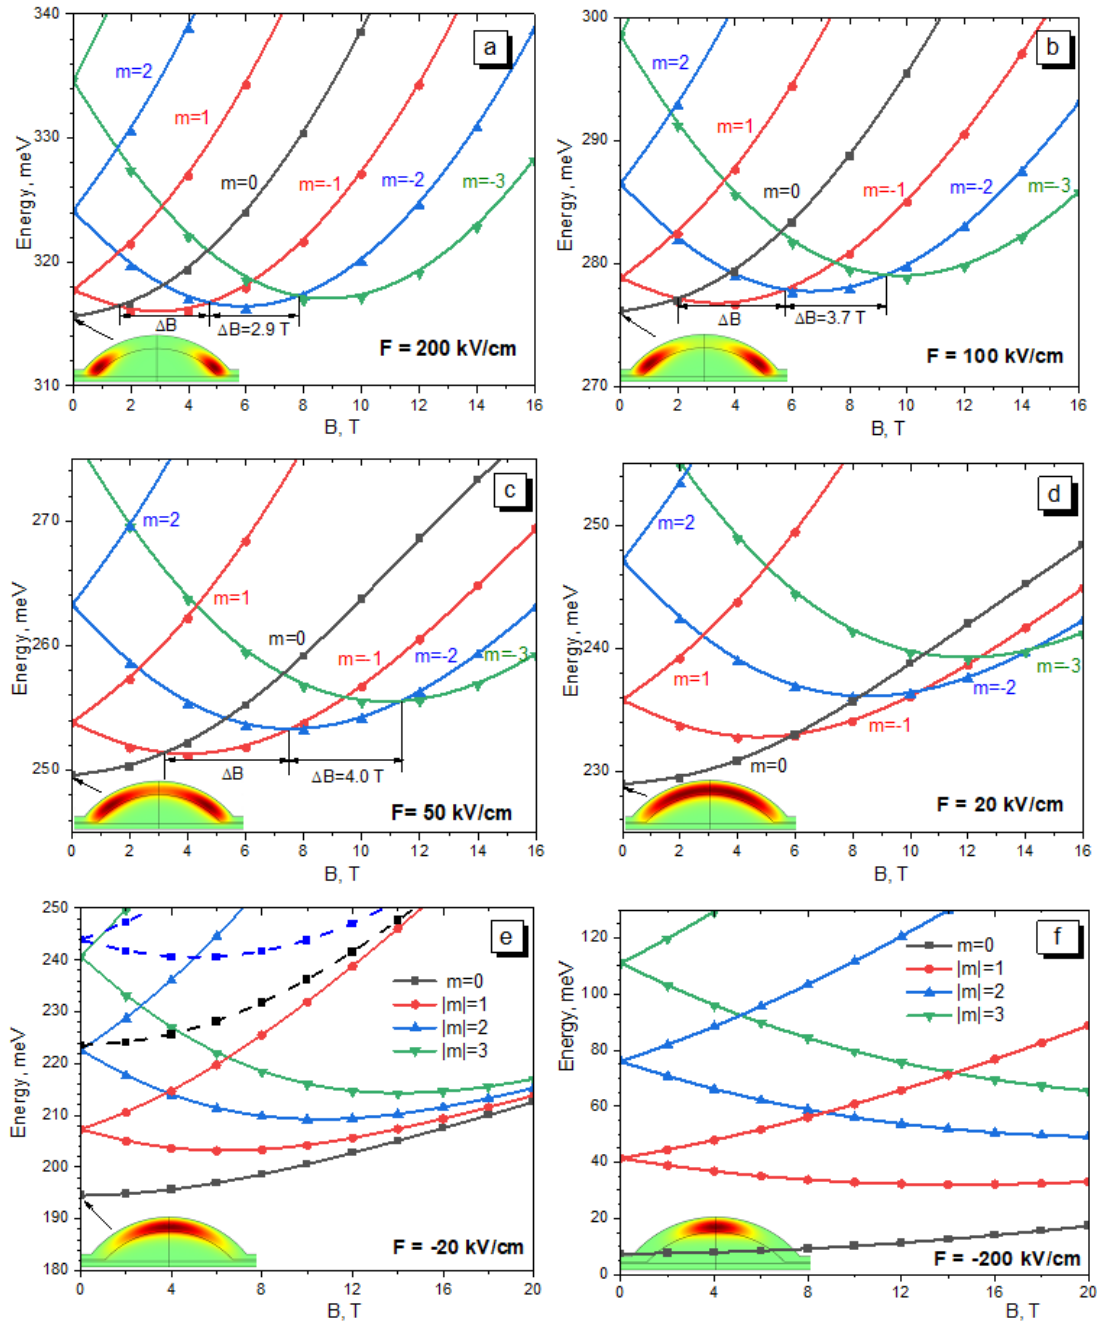 a
340
330
320
310
Energy, meV
m=2
m=1
m=0
m=-1
m=-2
m=-3
ΔB
ΔB=2.9 T
F = 200 kV/cm
0 2 4 6 8 10 12 14 16
B, T
b
300
290
280
270
Energy, meV
m=2
m=1
m=0
m=-1
m=-2
m=-3
ΔB
ΔB=3.7 T
F = 100 kV/cm
0 2 4 6 8 10 12 14 16
B, T
c
270
260
250
Energy, meV
m=2
m=1
m=0
m=-1
m=-2
m=-3
ΔB
ΔB=4.0 T
F= 50 kV/cm
0 2 4 6 8 10 12 14 16
B, T
d
250
240
230
Energy, meV
m=2
m=1
m=0
m=-1
m=-2
m=-3
F = 20 kV/cm
0 2 4 6 8 10 12 14 16
B, T
e
250
240
230
220
210
200
190
180
Energy, meV
m=0
|m|=1
|m|=2
|m|=3
F = -20 kV/cm
0 4 8 12 16 20
B, T
f
120
100
80
60
40
20
0
Energy, meV
m=0
|m|=1
|m|=2
|m|=3
F = -200 kV/cm
0 4 8 12 16 20
B, T